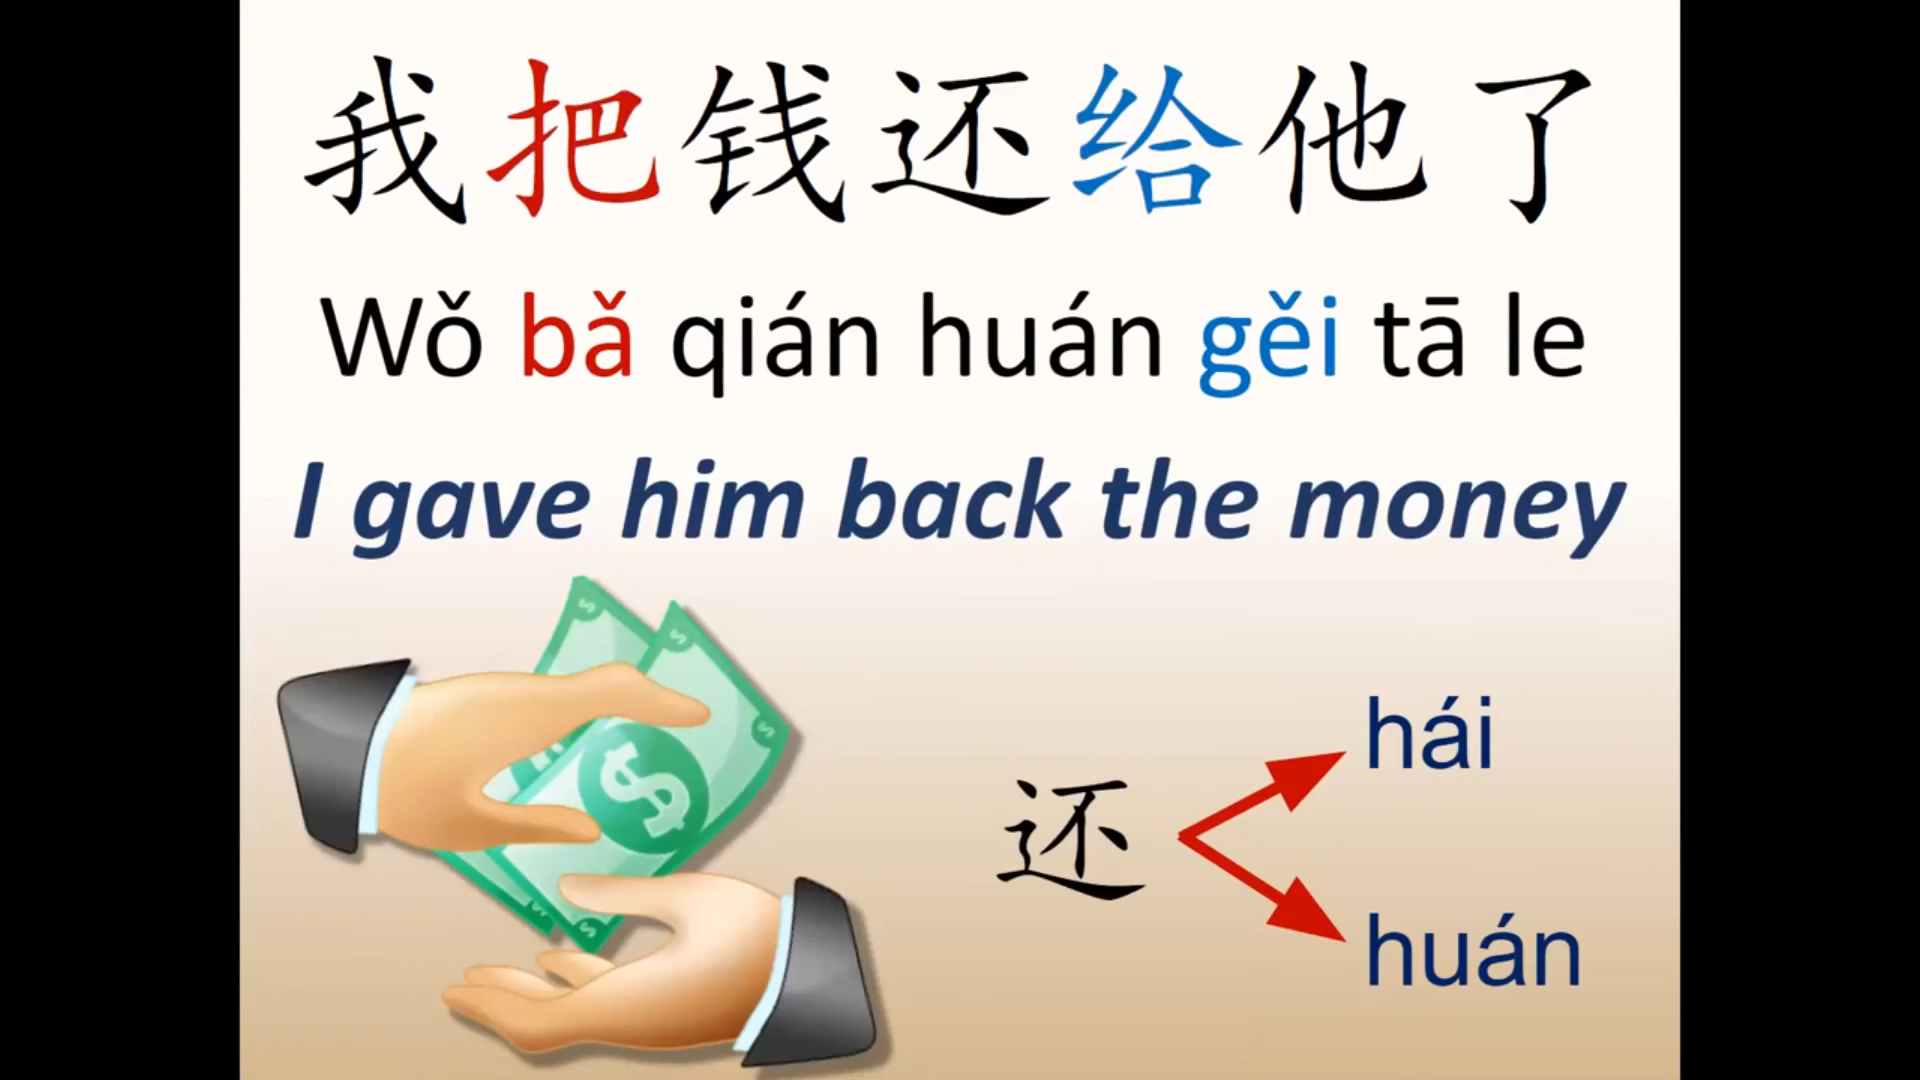 我把钱还给他了
Wǒ bǎ qián huán gěi tā le
I gave him back the money
还
hái
huán